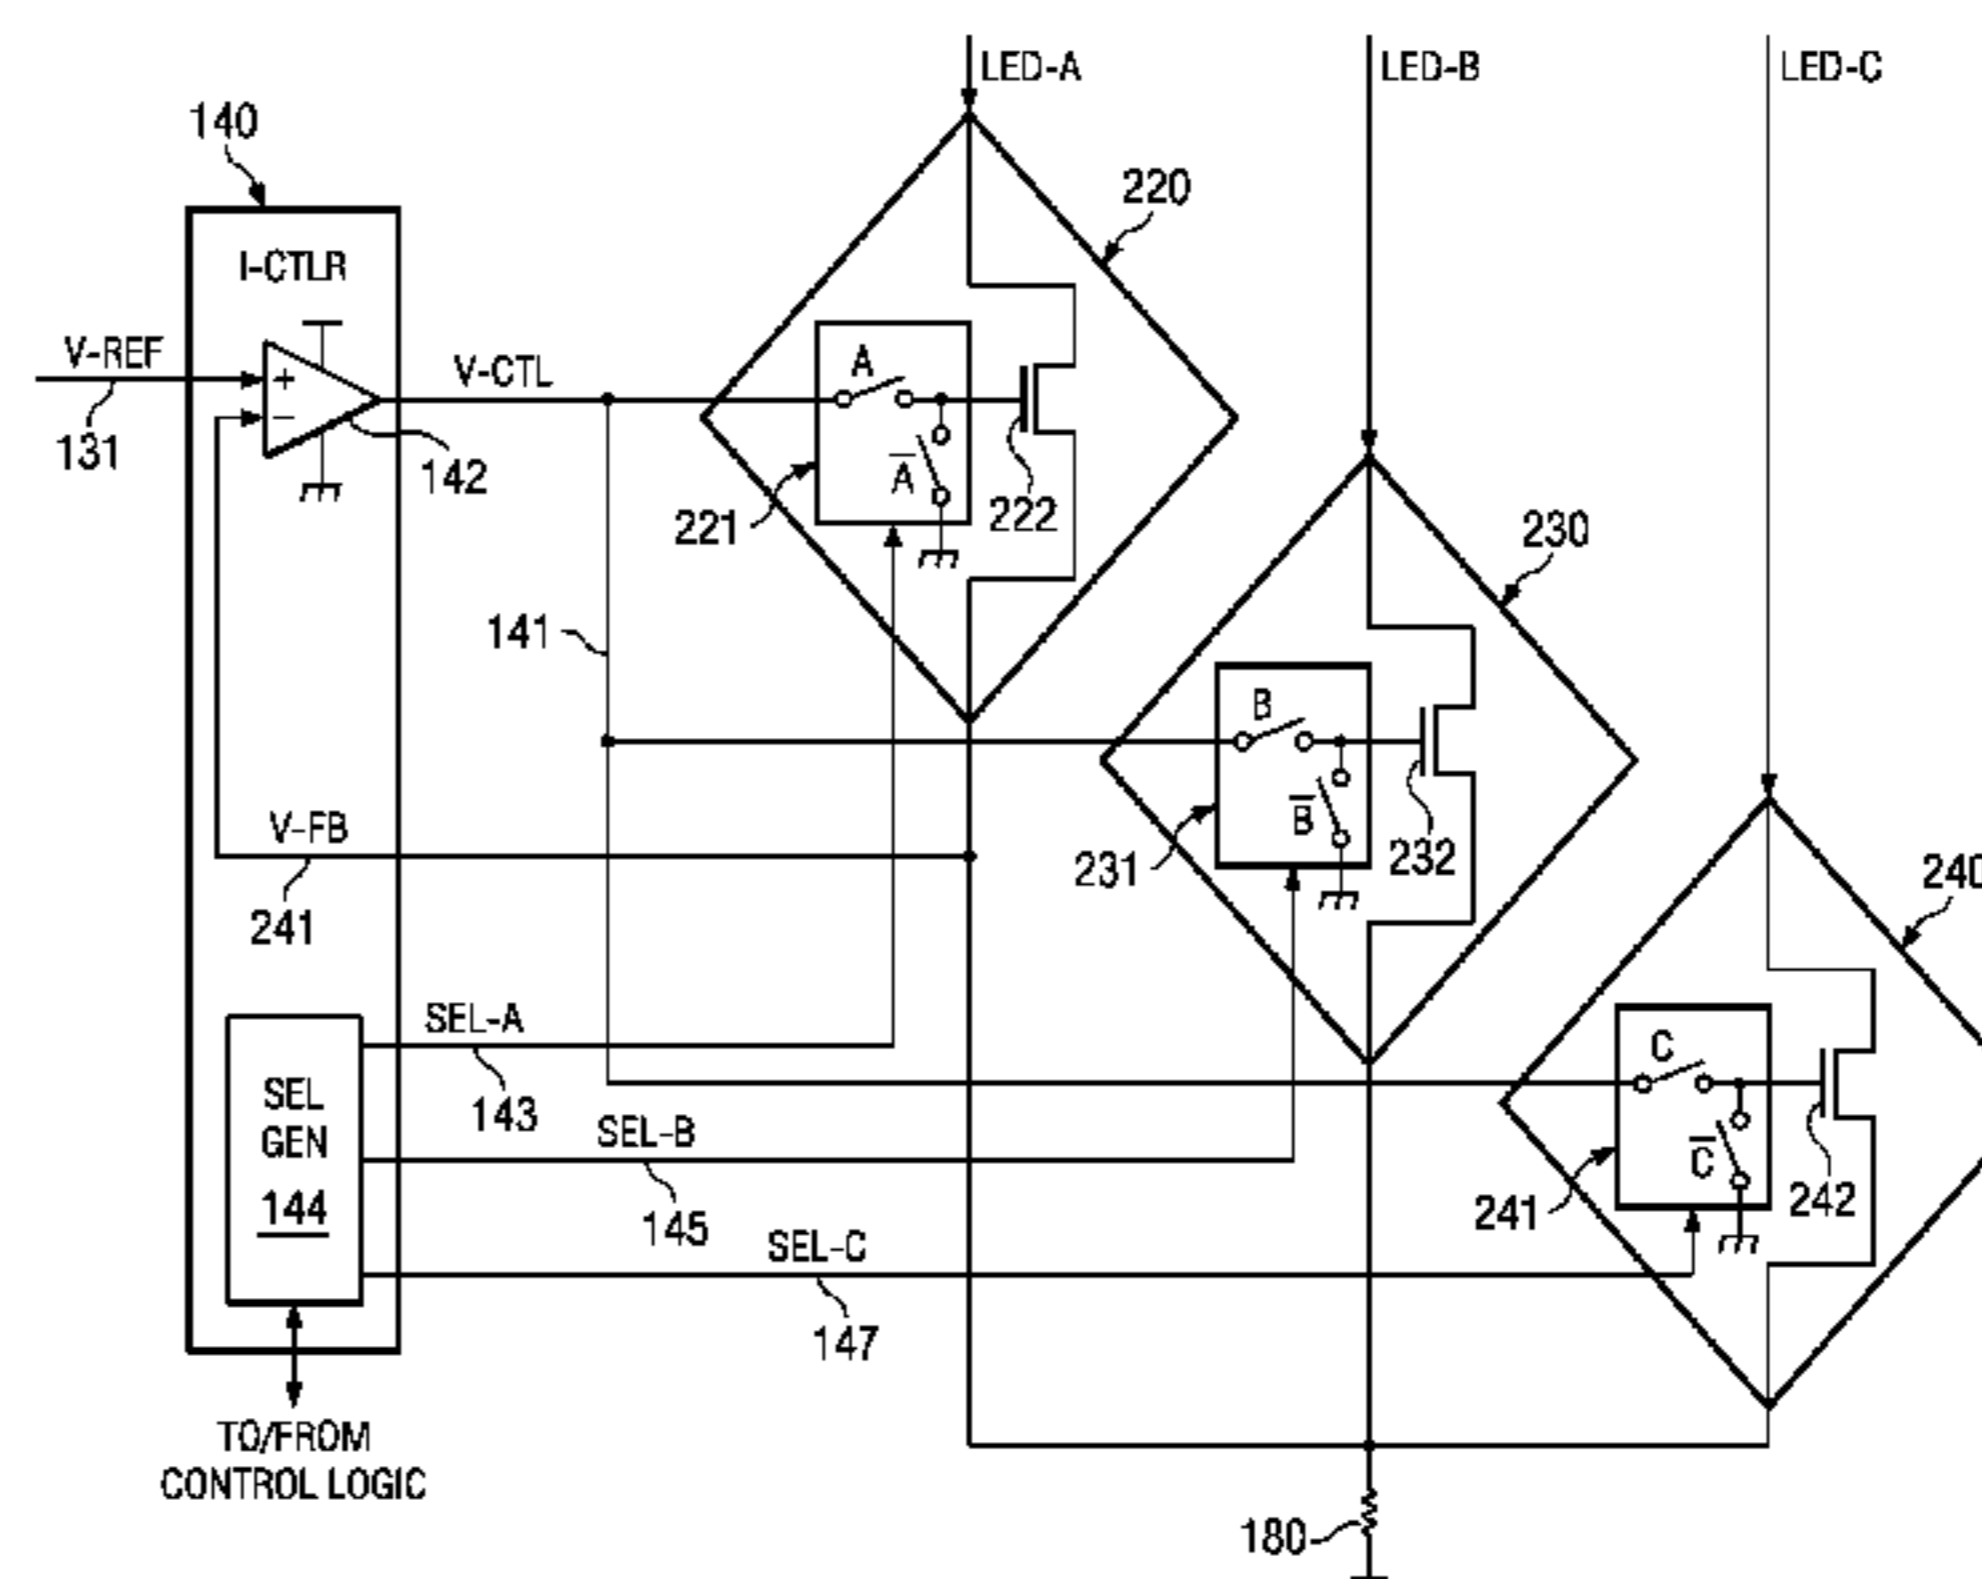 LED-A
LED-B
LED-C
140
220
I-CTLR
V-REF
+
V-CTL
A
−
131
142
A̅
221
222
230
141
B
B̅
V-FB
231
232
240
241
SEL-A
C
SEL
GEN
144
143
SEL-B
C̅
145
241
242
SEL-C
147
TO/FROM
CONTROL LOGIC
180